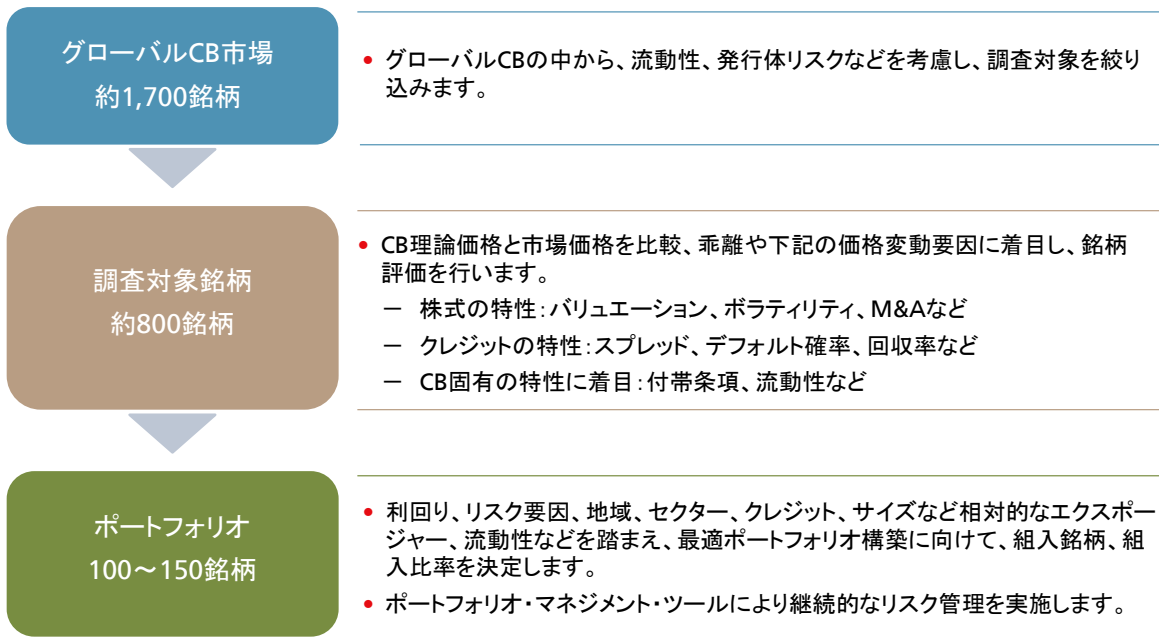 グローバルCB市場
約1,700銘柄
• グローバルCBの中から、流動性、発行体リスクなどを考慮し、調査対象を絞り
込みます。
調査対象銘柄
約800銘柄
• CB理論価格と市場価格を比較、乖離や下記の価格変動要因に着目し、銘柄
評価を行います。
－ 株式の特性：バリュエーション、ボラティリティ、M&Aなど
－ クレジットの特性：スプレッド、デフォルト確率、回収率など
－ CB固有の特性に着目：付帯条項、流動性など
ポートフォリオ
100～150銘柄
• 利回り、リスク要因、地域、セクター、クレジット、サイズなど相対的なエクスポー
ジャー、流動性などを踏まえ、最適ポートフォリオ構築に向けて、組入銘柄、組
入比率を決定します。
• ポートフォリオ・マネジメント・ツールにより継続的なリスク管理を実施します。